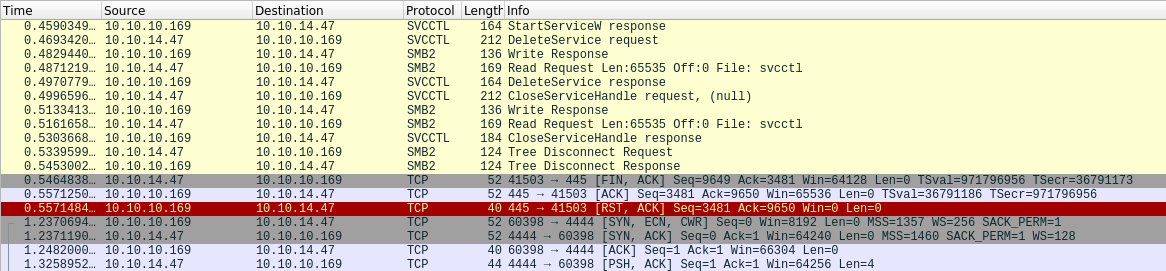 Time Source Destination Protocol Length Info
0.4590349… 10.10.10.169 10.10.14.47 SVCCTL 164 StartServiceW response
0.4693420… 10.10.14.47 10.10.10.169 SVCCTL 212 DeleteService request
0.4829440… 10.10.10.169 10.10.14.47 SMB2 136 Write Response
0.4871219… 10.10.14.47 10.10.10.169 SMB2 169 Read Request Len:65535 Off:0 File: svcctl
0.4970779… 10.10.10.169 10.10.14.47 SVCCTL 164 DeleteService response
0.4996596… 10.10.14.47 10.10.10.169 SVCCTL 212 CloseServiceHandle request, (null)
0.5133413… 10.10.10.169 10.10.14.47 SMB2 136 Write Response
0.5161658… 10.10.14.47 10.10.10.169 SMB2 169 Read Request Len:65535 Off:0 File: svcctl
0.5303668… 10.10.10.169 10.10.14.47 SVCCTL 184 CloseServiceHandle response
0.5339599… 10.10.14.47 10.10.10.169 SMB2 124 Tree Disconnect Request
0.5453002… 10.10.10.169 10.10.14.47 SMB2 124 Tree Disconnect Response
0.5464838… 10.10.14.47 10.10.10.169 TCP 52 41503 → 445 [FIN, ACK] Seq=9649 Ack=3481 Win=64128 Len=0 TSval=971796956 TSecr=36791173
0.5571250… 10.10.10.169 10.10.14.47 TCP 52 445 → 41503 [ACK] Seq=3481 Ack=9650 Win=65536 Len=0 TSval=36791186 TSecr=971796956
0.5571484… 10.10.10.169 10.10.14.47 TCP 40 445 → 41503 [RST, ACK] Seq=3481 Ack=9650 Win=0 Len=0
1.2370694… 10.10.10.169 10.10.14.47 TCP 52 60398 → 4444 [SYN, ECN, CWR] Seq=0 Win=8192 Len=0 MSS=1357 WS=256 SACK_PERM=1
1.2371190… 10.10.14.47 10.10.10.169 TCP 52 4444 → 60398 [SYN, ACK] Seq=0 Ack=1 Win=64240 Len=0 MSS=1460 SACK_PERM=1 WS=128
1.2482000… 10.10.10.169 10.10.14.47 TCP 40 60398 → 4444 [ACK] Seq=1 Ack=1 Win=66304 Len=0
1.3258952… 10.10.14.47 10.10.10.169 TCP 44 4444 → 60398 [PSH, ACK] Seq=1 Ack=1 Win=64256 Len=4